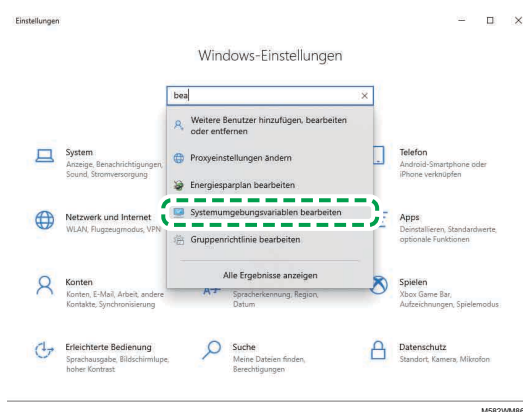 Einstellungen
Windows-Einstellungen
bea
Weitere Benutzer hinzufügen, bearbeiten
oder entfernen
Proxyeinstellungen ändern
Energiesparplan bearbeiten
Systemumgebungsvariablen bearbeiten
Gruppenrichtlinie bearbeiten
Alle Ergebnisse anzeigen
System
Anzeige, Benachrichtigungen,
Sound, Stromversorgung
Telefon
Android-Smartphone oder
iPhone verknüpfen
Netzwerk und Internet
WLAN, Flugzeugmodus, VPN
Apps
Deinstallieren, Standardwerte,
optionale Funktionen
Konten
Konten, E-Mail, Arbeit, andere
Kontakte, Synchronisierung
Spracherkennung, Region,
Datum
Spielen
Xbox Game Bar,
Aufzeichnungen, Spielemodus
Erleichterte Bedienung
Sprachausgabe, Bildschirmlupe,
hoher Kontrast
Suche
Meine Dateien finden,
Berechtigungen
Datenschutz
Standort, Kamera, Mikrofon
M582WM86